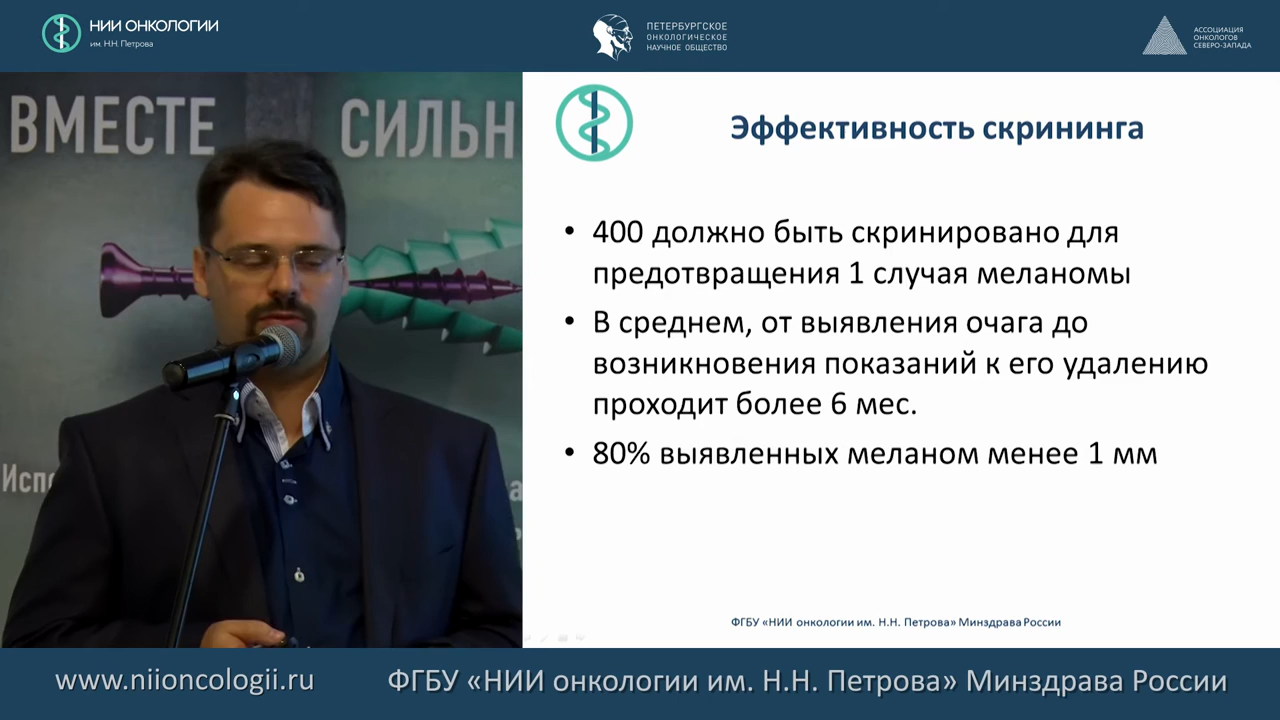 НИИ ОНКОЛОГИИ
им. Н.Н. Петрова
ПЕТЕРБУРГСКОЕ
ОНКОЛОГИЧЕСКОЕ
НАУЧНОЕ ОБЩЕСТВО
АССОЦИАЦИЯ
ОНКОЛОГОВ
СЕВЕРО-ЗАПАДА
ВМЕСТЕ СИЛЬН
Испо
Эффективность скрининга
• 400 должно быть скринировано для
предотвращения 1 случая меланомы
• В среднем, от выявления очага до
возникновения показаний к его удалению
проходит более 6 мес.
• 80% выявленных меланом менее 1 мм
ФГБУ «НИИ онкологии им. Н.Н. Петрова» Минздрава России
www.niioncologii.ru ФГБУ «НИИ онкологии им. Н.Н. Петрова» Минздрава России